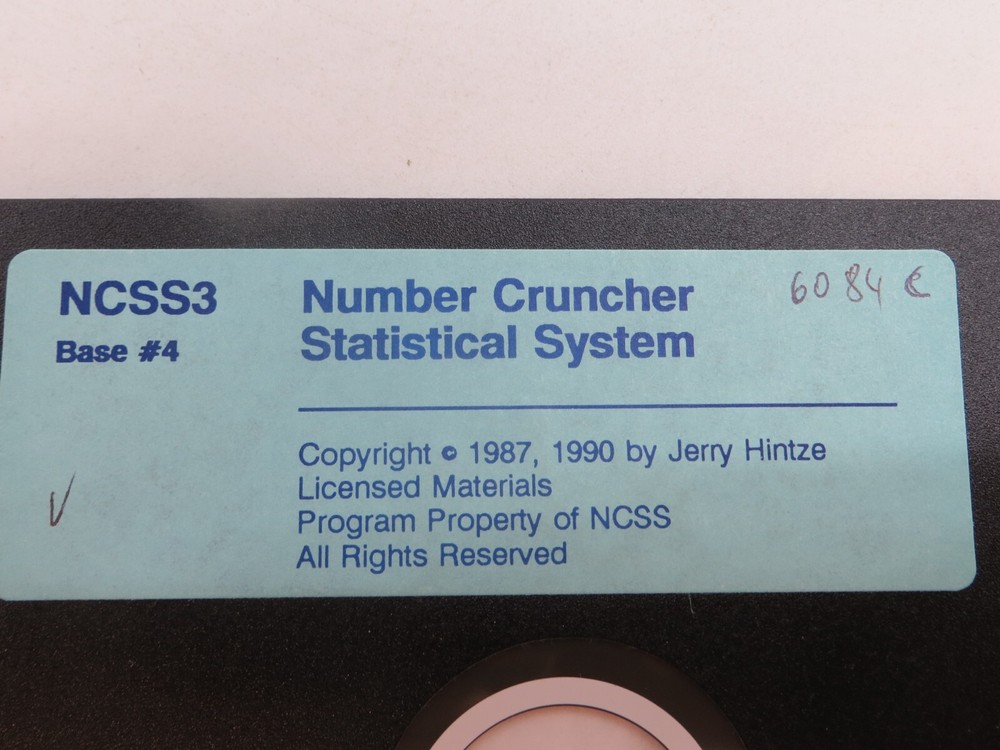 NCSS3
Base #4
Number Cruncher
Statistical System
6084 C
Copyright © 1987, 1990 by Jerry Hintze
Licensed Materials
Program Property of NCSS
All Rights Reserved